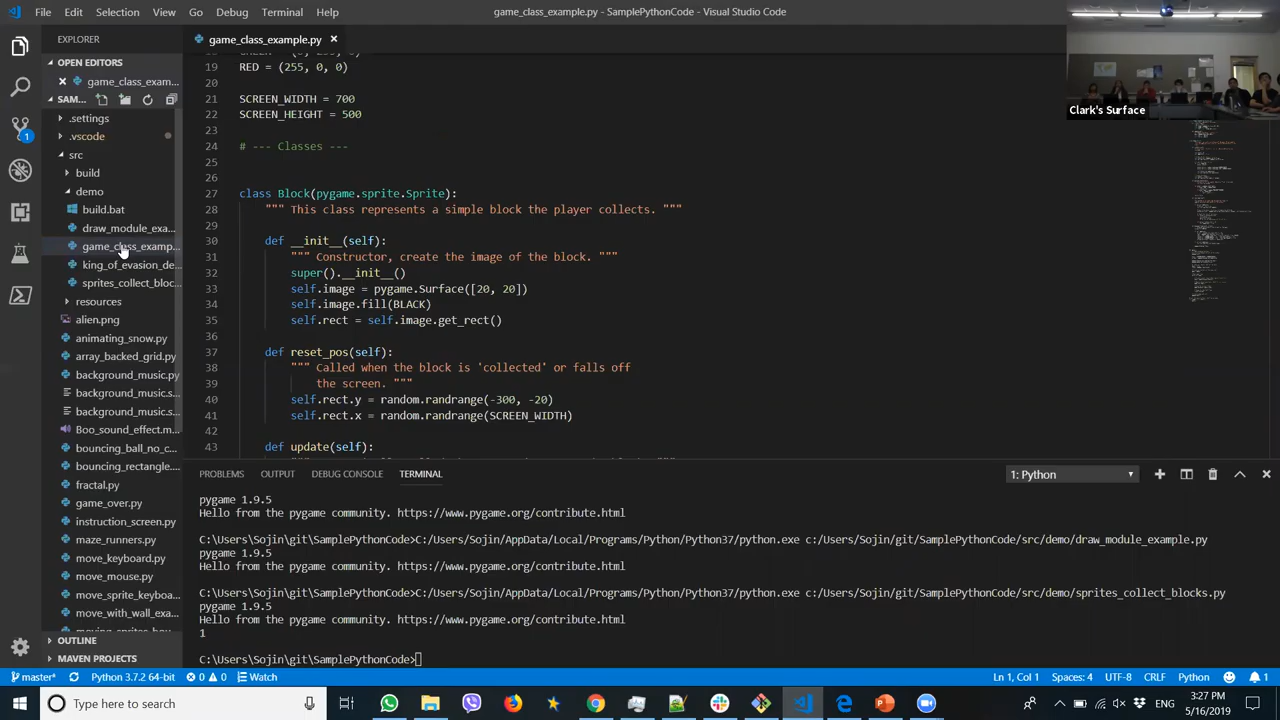 File Edit Selection View Go Debug Terminal Help
game_class_example.py - SamplePythonCode - Visual Studio Code
EXPLORER
OPEN EDITORS
game_class_exam...
SAM...
.settings
.vscode
src
build
demo
build.bat
draw_module_exa...
game_class_examp...
king_of_evasion_de...
sprites_collect_bloc...
resources
alien.png
animating_snow.py
array_backed_grid.py
background_music.py
background_music.s...
background_music.s...
Boo_sound_effect.m...
bouncing_ball_no_c...
bouncing_rectangle....
fractal.py
game_over.py
instruction_screen.py
maze_runners.py
move_keyboard.py
move_mouse.py
move_sprite_keyboa...
move_with_wall_exa...
OUTLINE
MAVEN PROJECTS
game_class_example.py
19 RED = (255, 0, 0)
20
21 SCREEN_WIDTH = 700
22 SCREEN_HEIGHT = 500
23
24 # --- Classes ---
25
26
27 class Block(pygame.sprite.Sprite):
28 """ This class represents a simple block the player collects. """
29
30 def __init__(self):
31 """ Constructor, create the image of the block. """
32 super().__init__()
33 self.image = pygame.Surface([20, 20])
34 self.image.fill(BLACK)
35 self.rect = self.image.get_rect()
36
37 def reset_pos(self):
38 """ Called when the block is 'collected' or falls off
39 the screen. """
40 self.rect.y = random.randrange(-300, -20)
41 self.rect.x = random.randrange(SCREEN_WIDTH)
42
43 def update(self):
Clark's Surface
PROBLEMS OUTPUT DEBUG CONSOLE TERMINAL
1: Python
pygame 1.9.5
Hello from the pygame community. https://www.pygame.org/contribute.html
C:\Users\Sojin\git\SamplePythonCode>C:/Users/Sojin/AppData/Local/Programs/Python/Python37/python.exe c:/Users/Sojin/git/SamplePythonCode/src/demo/draw_module_example.py
pygame 1.9.5
Hello from the pygame community. https://www.pygame.org/contribute.html
C:\Users\Sojin\git\SamplePythonCode>C:/Users/Sojin/AppData/Local/Programs/Python/Python37/python.exe c:/Users/Sojin/git/SamplePythonCode/src/demo/sprites_collect_blocks.py
pygame 1.9.5
Hello from the pygame community. https://www.pygame.org/contribute.html
1
C:\Users\Sojin\git\SamplePythonCode>
master* Python 3.7.2 64-bit 0 0 Watch
Ln 1, Col 1 Spaces: 4 UTF-8 CRLF Python 1
Type here to search
ENG
3:27 PM
5/16/2019